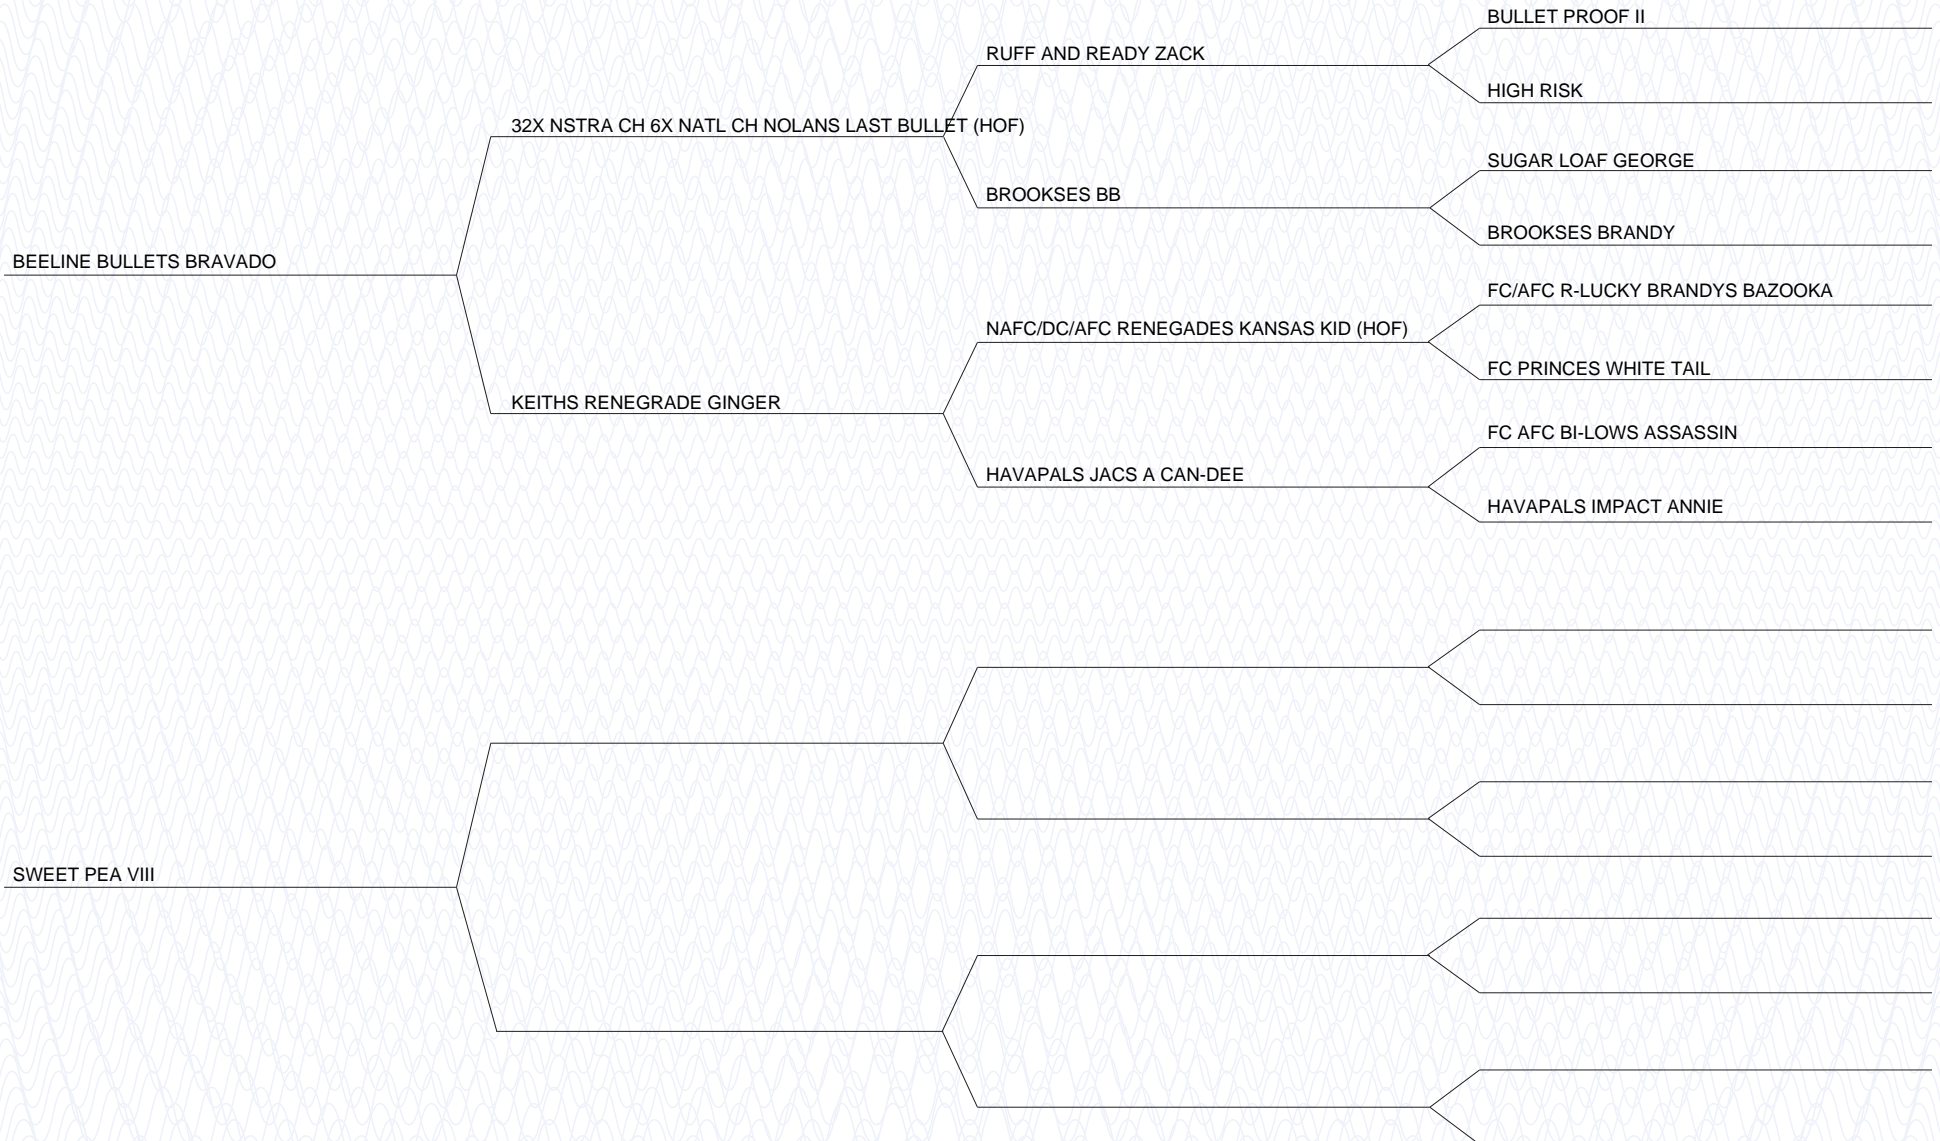 BULLET PROOF II
RUFF AND READY ZACK
HIGH RISK
32X NSTRA CH 6X NATL CH NOLANS LAST BULLET (HOF)
SUGAR LOAF GEORGE
BROOKSES BB
BROOKSES BRANDY
BEELINE BULLETS BRAVADO
FC/AFC R-LUCKY BRANDYS BAZOOKA
NAFC/DC/AFC RENEGADES KANSAS KID (HOF)
FC PRINCES WHITE TAIL
KEITHS RENEGRADE GINGER
FC AFC BI-LOWS ASSASSIN
HAVAPALS JACS A CAN-DEE
HAVAPALS IMPACT ANNIE
SWEET PEA VIII